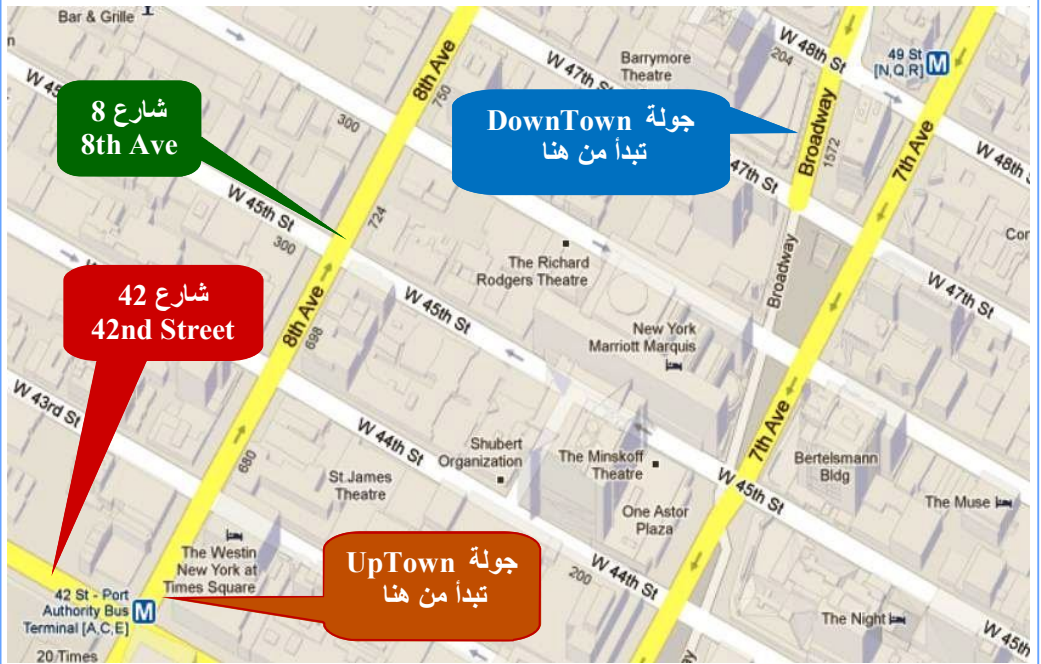 Bar & Grille
8th Ave
750
W 48th St
204
49 St
[N,Q,R] M
Barrymore
Theatre
W 47th St
شارع 8
8th Ave
جولة DownTown
تبدأ من هنا
300
Broadway
1572
7th Ave
W 48th
47th St
W 45th St
300
724
The Richard
Rodgers Theatre
Broadway
W 47th St
شارع 42
42nd Street
8th Ave
698
W 45th St
New York
Marriott Marquis
W 43rd St
W 44th St
680
St.James
Theatre
Shubert
Organization
The Minskoff
Theatre
7th Ave
Bertelsmann
Bldg
W 45th St
The Muse
One Astor
Plaza
The Westin
New York at
Times Square
جولة UpTown
تبدأ من هنا
W 44th St
200
42 St - Port
Authority Bus M
Terminal [A,C,E]
The Night
W 45th
20 Times
Broadway